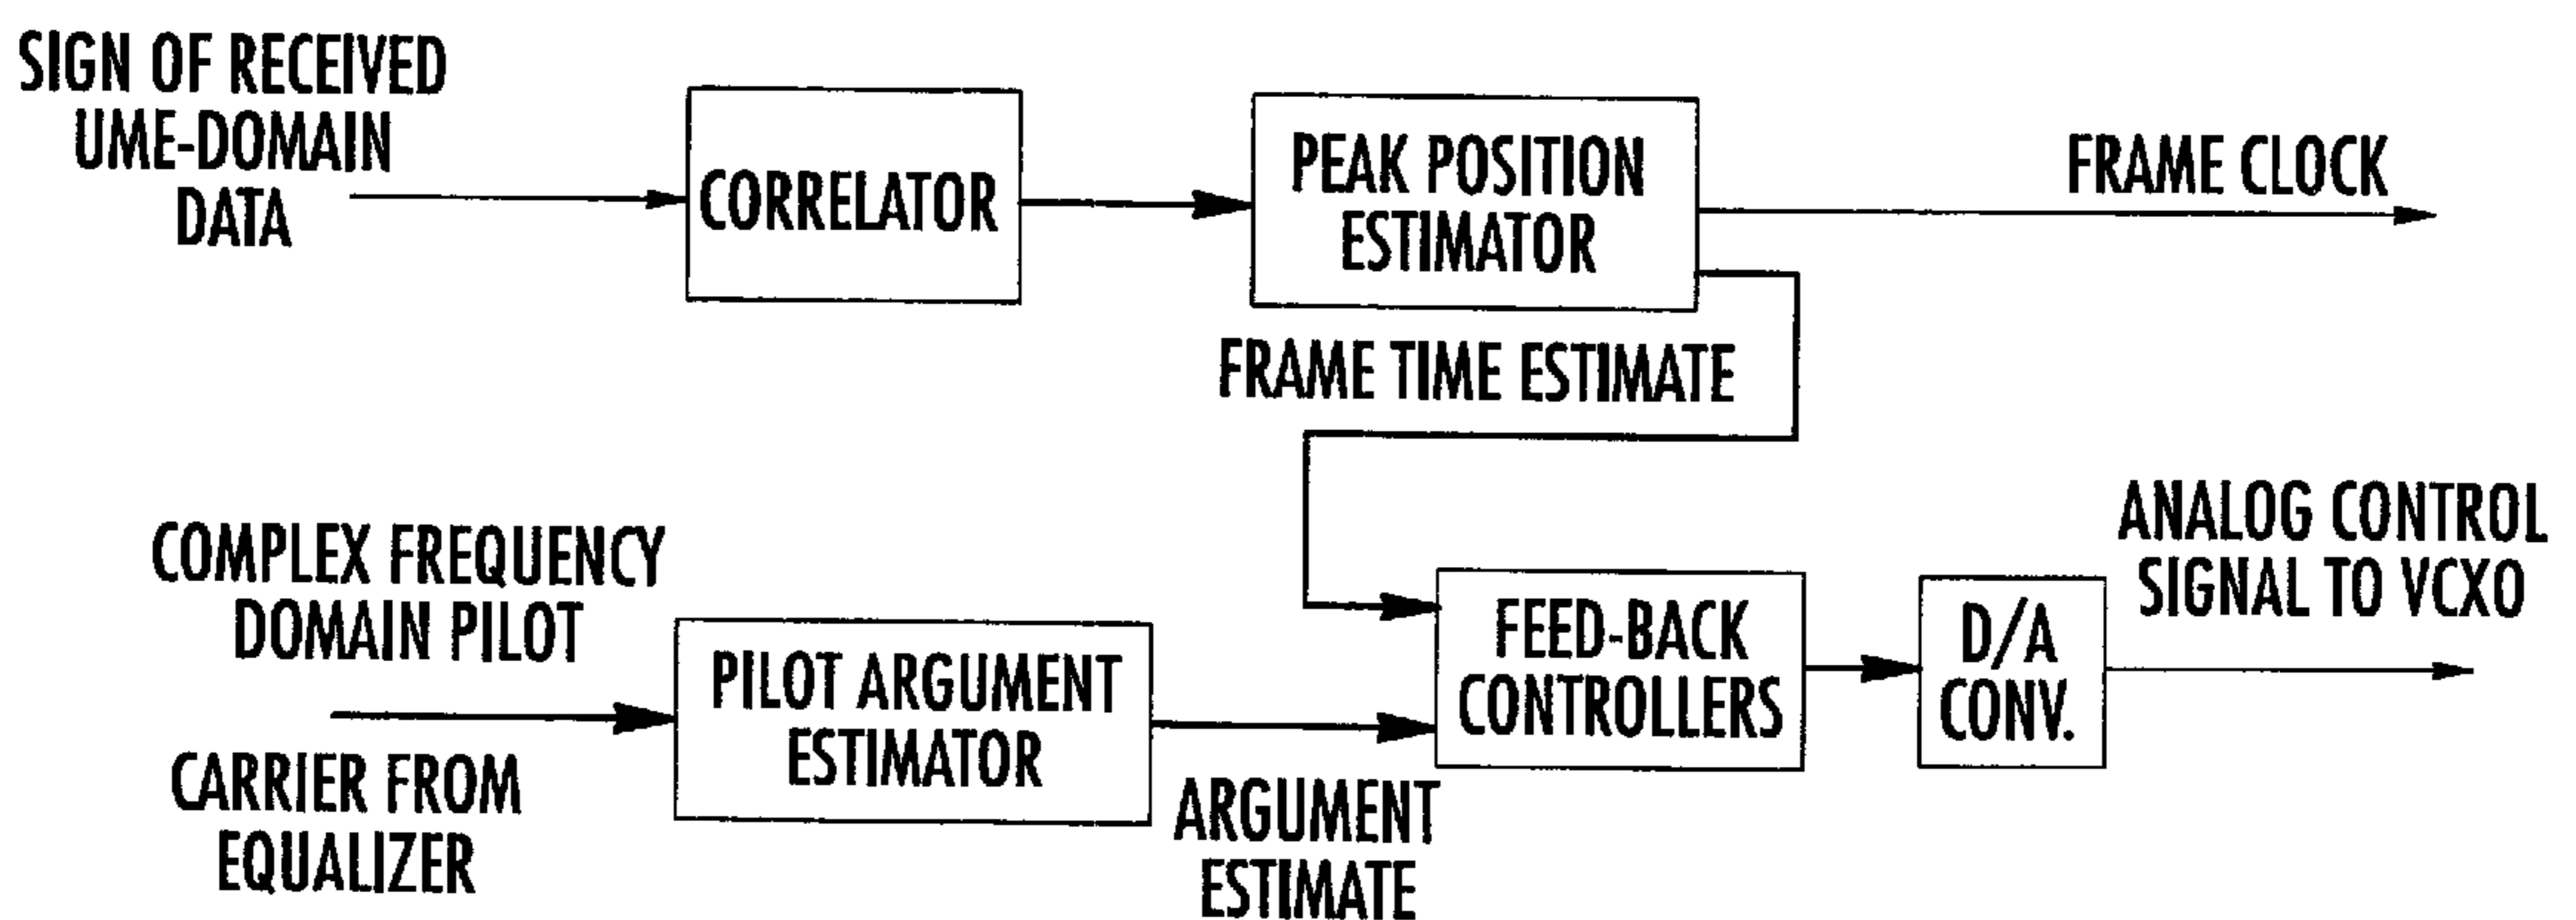 SIGN OF RECEIVED
UME-DOMAIN
DATA
CORRELATOR
PEAK POSITION
ESTIMATOR
FRAME CLOCK
FRAME TIME ESTIMATE
COMPLEX FREQUENCY
DOMAIN PILOT
CARRIER FROM
EQUALIZER
PILOT ARGUMENT
ESTIMATOR
ARGUMENT
ESTIMATE
FEED-BACK
CONTROLLERS
D/A
CONV.
ANALOG CONTROL
SIGNAL TO VCXO